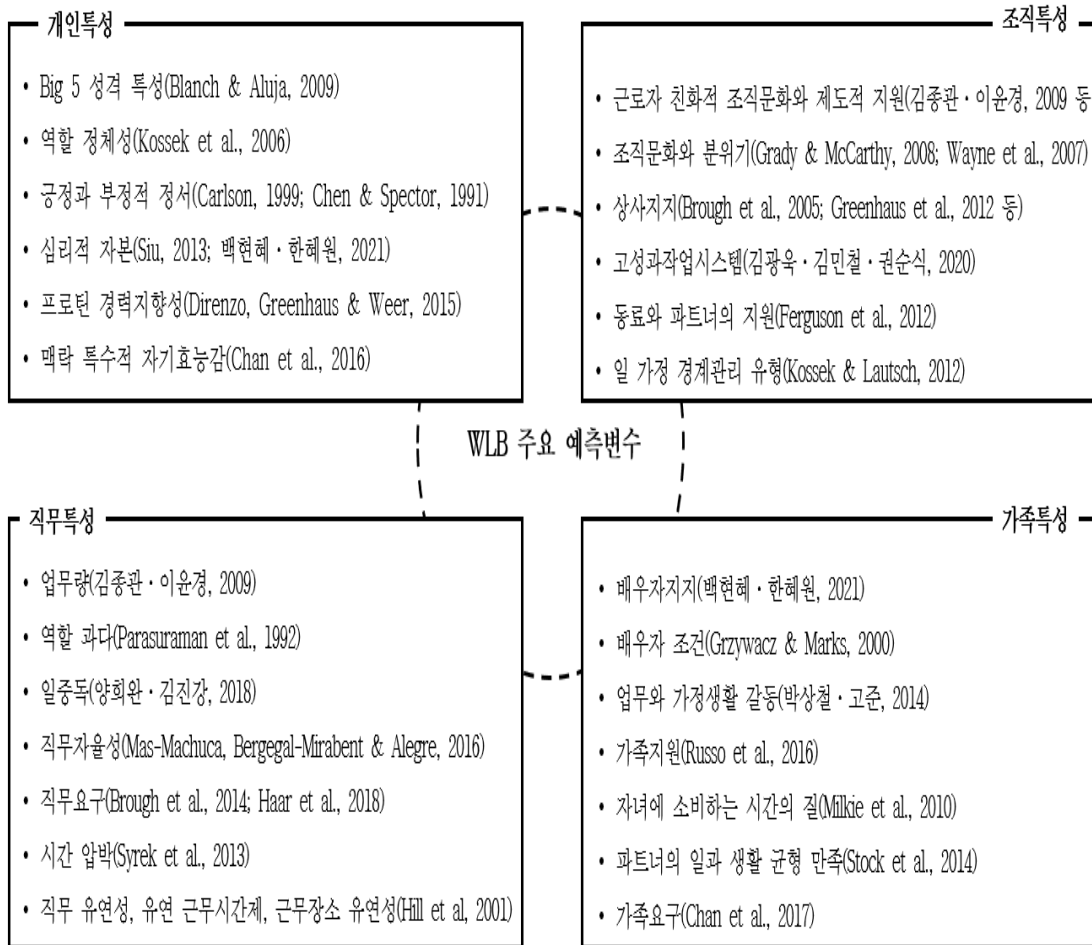 개인특성
• Big 5 성격 특성(Blanch & Aluja, 2009)
• 역할 정체성(Kossek et al., 2006)
• 긍정과 부정적 정서(Carlson, 1999; Chen & Spector, 1991)
• 심리적 자본(Siu, 2013; 백현혜 · 한혜원, 2021)
• 프로틴 경력지향성(Direnzo, Greenhaus & Weer, 2015)
• 맥락 특수적 자기효능감(Chan et al., 2016)
조직특성
• 근로자 친화적 조직문화와 제도적 지원(김종관 · 이윤경, 2009 등
• 조직문화와 분위기(Grady & McCarthy, 2008; Wayne et al., 2007)
• 상사지지(Brough et al., 2005; Greenhaus et al., 2012 등)
• 고성과작업시스템(김광욱 · 김민철 · 권순식, 2020)
• 동료와 파트너의 지원(Ferguson et al., 2012)
• 일 가정 경계관리 유형(Kossek & Lautsch, 2012)
WLB 주요 예측변수
직무특성
• 업무량(김종관 · 이윤경, 2009)
• 역할 과다(Parasuraman et al., 1992)
• 일중독(양희완 · 김진강, 2018)
• 직무자율성(Mas-Machuca, Bergegal-Mirabent & Alegre, 2016)
• 직무요구(Brough et al., 2014; Haar et al., 2018)
• 시간 압박(Syrek et al., 2013)
• 직무 유연성, 유연 근무시간제, 근무장소 유연성(Hill et al, 2001)
가족특성
• 배우자지지(백현혜 · 한혜원, 2021)
• 배우자 조건(Grzywacz & Marks, 2000)
• 업무와 가정생활 갈등(박상철 · 고준, 2014)
• 가족지원(Russo et al., 2016)
• 자녀에 소비하는 시간의 질(Milkie et al., 2010)
• 파트너의 일과 생활 균형 만족(Stock et al., 2014)
• 가족요구(Chan et al., 2017)